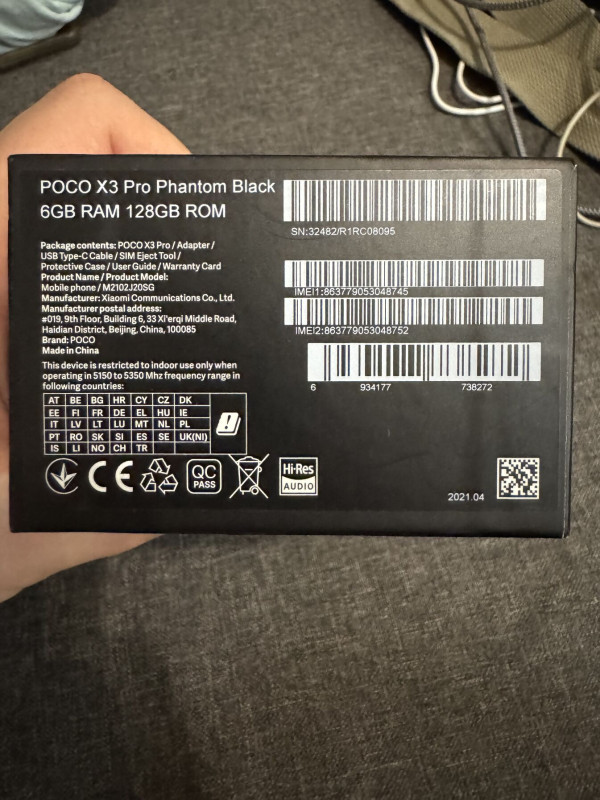 POCO X3 Pro Phantom Black
6GB RAM 128GB ROM
Package contents: POCO X3 Pro / Adapter /
USB Type-C Cable / SIM Eject Tool /
Protective Case / User Guide / Warranty Card
Product Name / Product Model:
Mobile phone / M2102J20SG
Manufacturer: Xiaomi Communications Co., Ltd.
Manufacturer postal address:
#019, 9th Floor, Building 6, 33 Xi'erqi Middle Road,
Haidian District, Beijing, China, 100085
Brand: POCO
Made in China
This device is restricted to indoor use only when
operating in 5150 to 5350 Mhz frequency range in
following countries:
AT BE BG HR CY CZ DK
EE FI FR DE EL HU IE
IT LV LT LU MT NL PL
PT RO SK SI ES SE UK(NI)
IS LI NO CH TR
CE
QC
PASS
Hi-Res
AUDIO
SN:32482/R1RC08095
IMEI1:863779053048745
IMEI2:863779053048752
6 934177 738272
2021.04